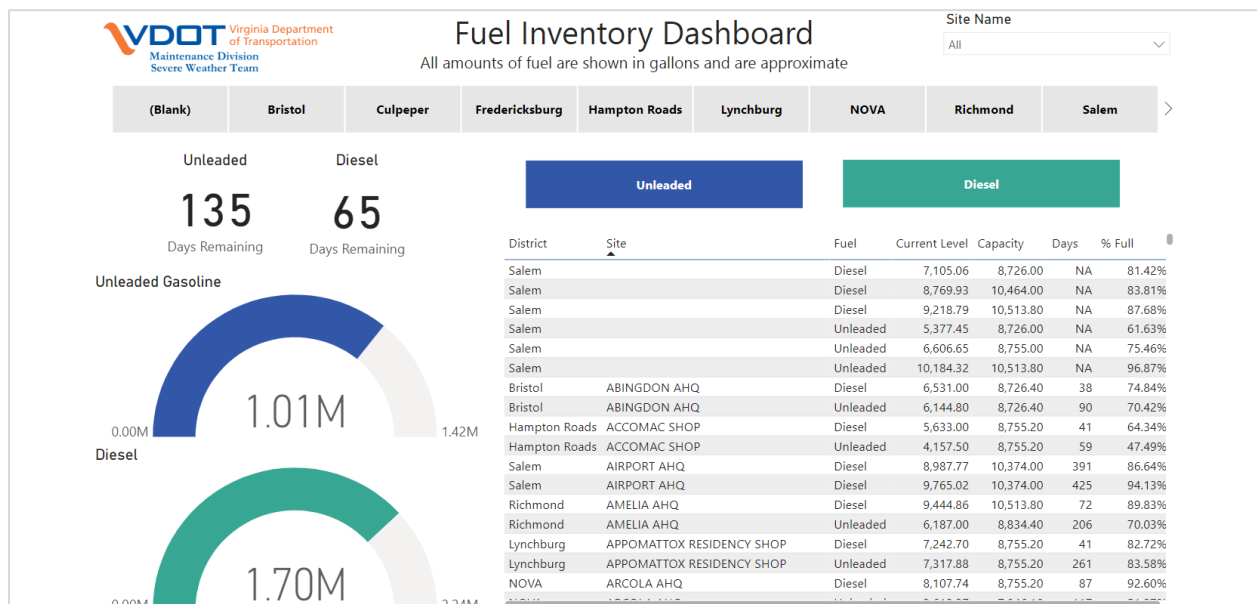 VDOT Virginia Department of Transportation
Maintenance Division
Severe Weather Team
Fuel Inventory Dashboard
All amounts of fuel are shown in gallons and are approximate
Site Name
All
(Blank) Bristol Culpeper Fredericksburg Hampton Roads Lynchburg NOVA Richmond Salem
Unleaded Diesel
135 65
Days Remaining Days Remaining
Unleaded Gasoline
1.01M
0.00M 1.42M
Diesel
1.70M
Unleaded Diesel
District Site Fuel Current Level Capacity Days % Full
Salem Diesel 7,105.06 8,726.00 NA 81.42%
Salem Diesel 8,769.93 10,464.00 NA 83.81%
Salem Diesel 9,218.79 10,513.80 NA 87.68%
Salem Unleaded 5,377.45 8,726.00 NA 61.63%
Salem Unleaded 6,606.65 8,755.00 NA 75.46%
Salem Unleaded 10,184.32 10,513.80 NA 96.87%
Bristol ABINGDON AHQ Diesel 6,531.00 8,726.40 38 74.84%
Bristol ABINGDON AHQ Unleaded 6,144.80 8,726.40 90 70.42%
Hampton Roads ACCOMAC SHOP Diesel 5,633.00 8,755.20 41 64.34%
Hampton Roads ACCOMAC SHOP Unleaded 4,157.50 8,755.20 59 47.49%
Salem AIRPORT AHQ Diesel 8,987.77 10,374.00 391 86.64%
Salem AIRPORT AHQ Diesel 9,765.02 10,374.00 425 94.13%
Richmond AMELIA AHQ Diesel 9,444.86 10,513.80 72 89.83%
Richmond AMELIA AHQ Unleaded 6,187.00 8,834.40 206 70.03%
Lynchburg APPOMATTOX RESIDENCY SHOP Diesel 7,242.70 8,755.20 41 82.72%
Lynchburg APPOMATTOX RESIDENCY SHOP Unleaded 7,317.88 8,755.20 261 83.58%
NOVA ARCOLA AHQ Diesel 8,107.74 8,755.20 87 92.60%